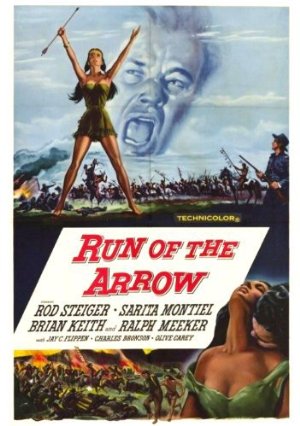 TECHNICOLOR®
RUN OF THE
ARROW
ROD STEIGER • SARITA MONTIEL
BRIAN KEITH and RALPH MEEKER
with JAY C. FLIPPEN • CHARLES BRONSON • OLIVE CAREY